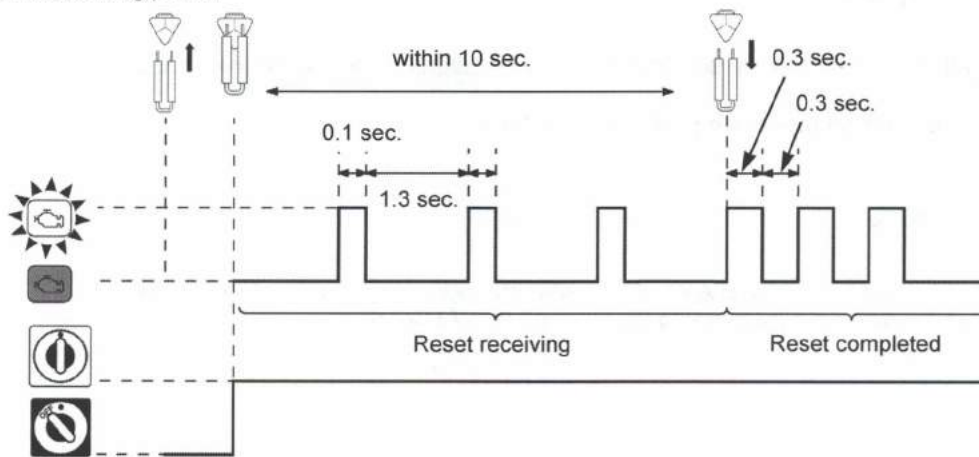 within 10 sec.
0.3 sec.
0.3 sec.
0.1 sec.
1.3 sec.
Reset receiving
Reset completed
OFF